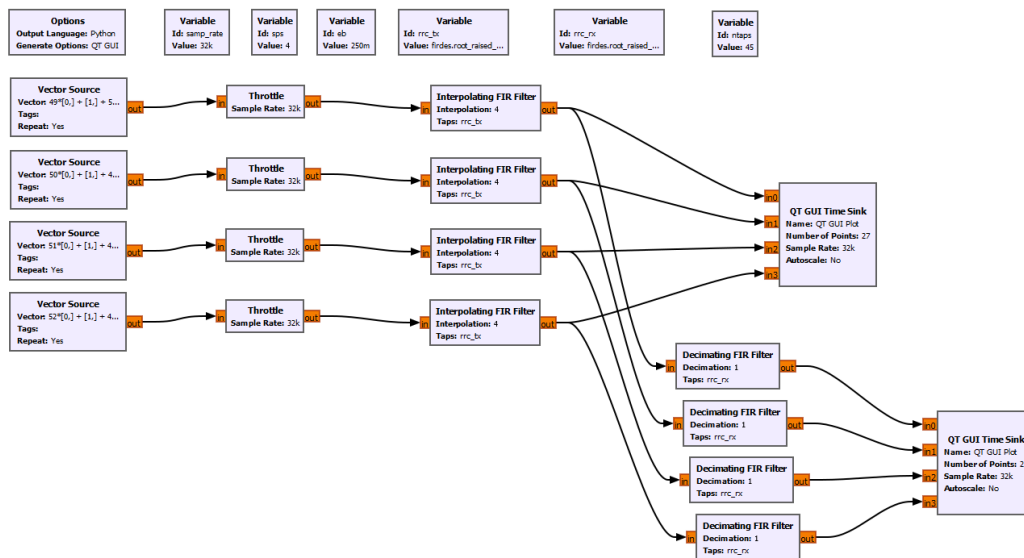 Options
Output Language: Python
Generate Options: QT GUI
Variable
Id: samp_rate
Value: 32k
Variable
Id: sps
Value: 4
Variable
Id: eb
Value: 250m
Variable
Id: rrc_tx
Value: firdes.root_raised_...
Variable
Id: rrc_rx
Value: firdes.root_raised_...
Variable
Id: ntaps
Value: 45
Vector Source
Vector: 49*[0,] + [1,] + 5...
Tags:
Repeat: Yes
out
in
Throttle
Sample Rate: 32k
out
in
Interpolating FIR Filter
Interpolation: 4
Taps: rrc_tx
out
Vector Source
Vector: 50*[0,] + [1,] + 4...
Tags:
Repeat: Yes
out
in
Throttle
Sample Rate: 32k
out
in
Interpolating FIR Filter
Interpolation: 4
Taps: rrc_tx
out
Vector Source
Vector: 51*[0,] + [1,] + 4...
Tags:
Repeat: Yes
out
in
Throttle
Sample Rate: 32k
out
in
Interpolating FIR Filter
Interpolation: 4
Taps: rrc_tx
out
Vector Source
Vector: 52*[0,] + [1,] + 4...
Tags:
Repeat: Yes
out
in
Throttle
Sample Rate: 32k
out
in
Interpolating FIR Filter
Interpolation: 4
Taps: rrc_tx
out
in0
in1
in2
in3
QT GUI Time Sink
Name: QT GUI Plot
Number of Points: 27
Sample Rate: 32k
Autoscale: No
in
Decimating FIR Filter
Decimation: 1
Taps: rrc_rx
out
in
Decimating FIR Filter
Decimation: 1
Taps: rrc_rx
out
in
Decimating FIR Filter
Decimation: 1
Taps: rrc_rx
out
in
Decimating FIR Filter
Decimation: 1
Taps: rrc_rx
out
in0
in1
in2
in3
QT GUI Time Sink
Name: QT GUI Plot
Number of Points: 2
Sample Rate: 32k
Autoscale: No